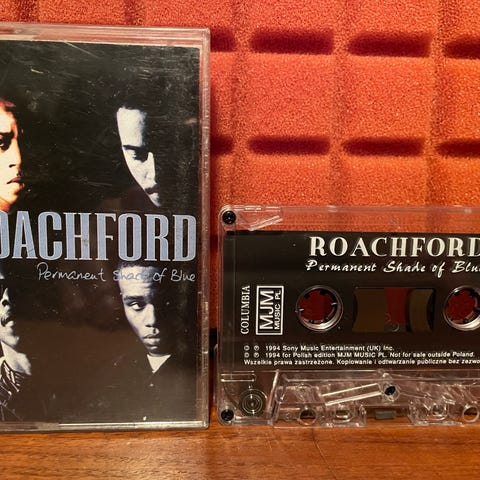 OACHFORD
Permanent Shade of Blue
ROACHFORD
Permanent Shade of Blue
COLUMBIA
MJM
MUSIC PL
© ℗ 1994 Sony Music Entertainment (UK) Inc.
© ℗ 1994 for Polish edition MJM MUSIC PL. Not for sale outside Poland.
Wszelkie prawa zastrzeżone. Kopiowanie i odtwarzanie publiczne bez zezwo